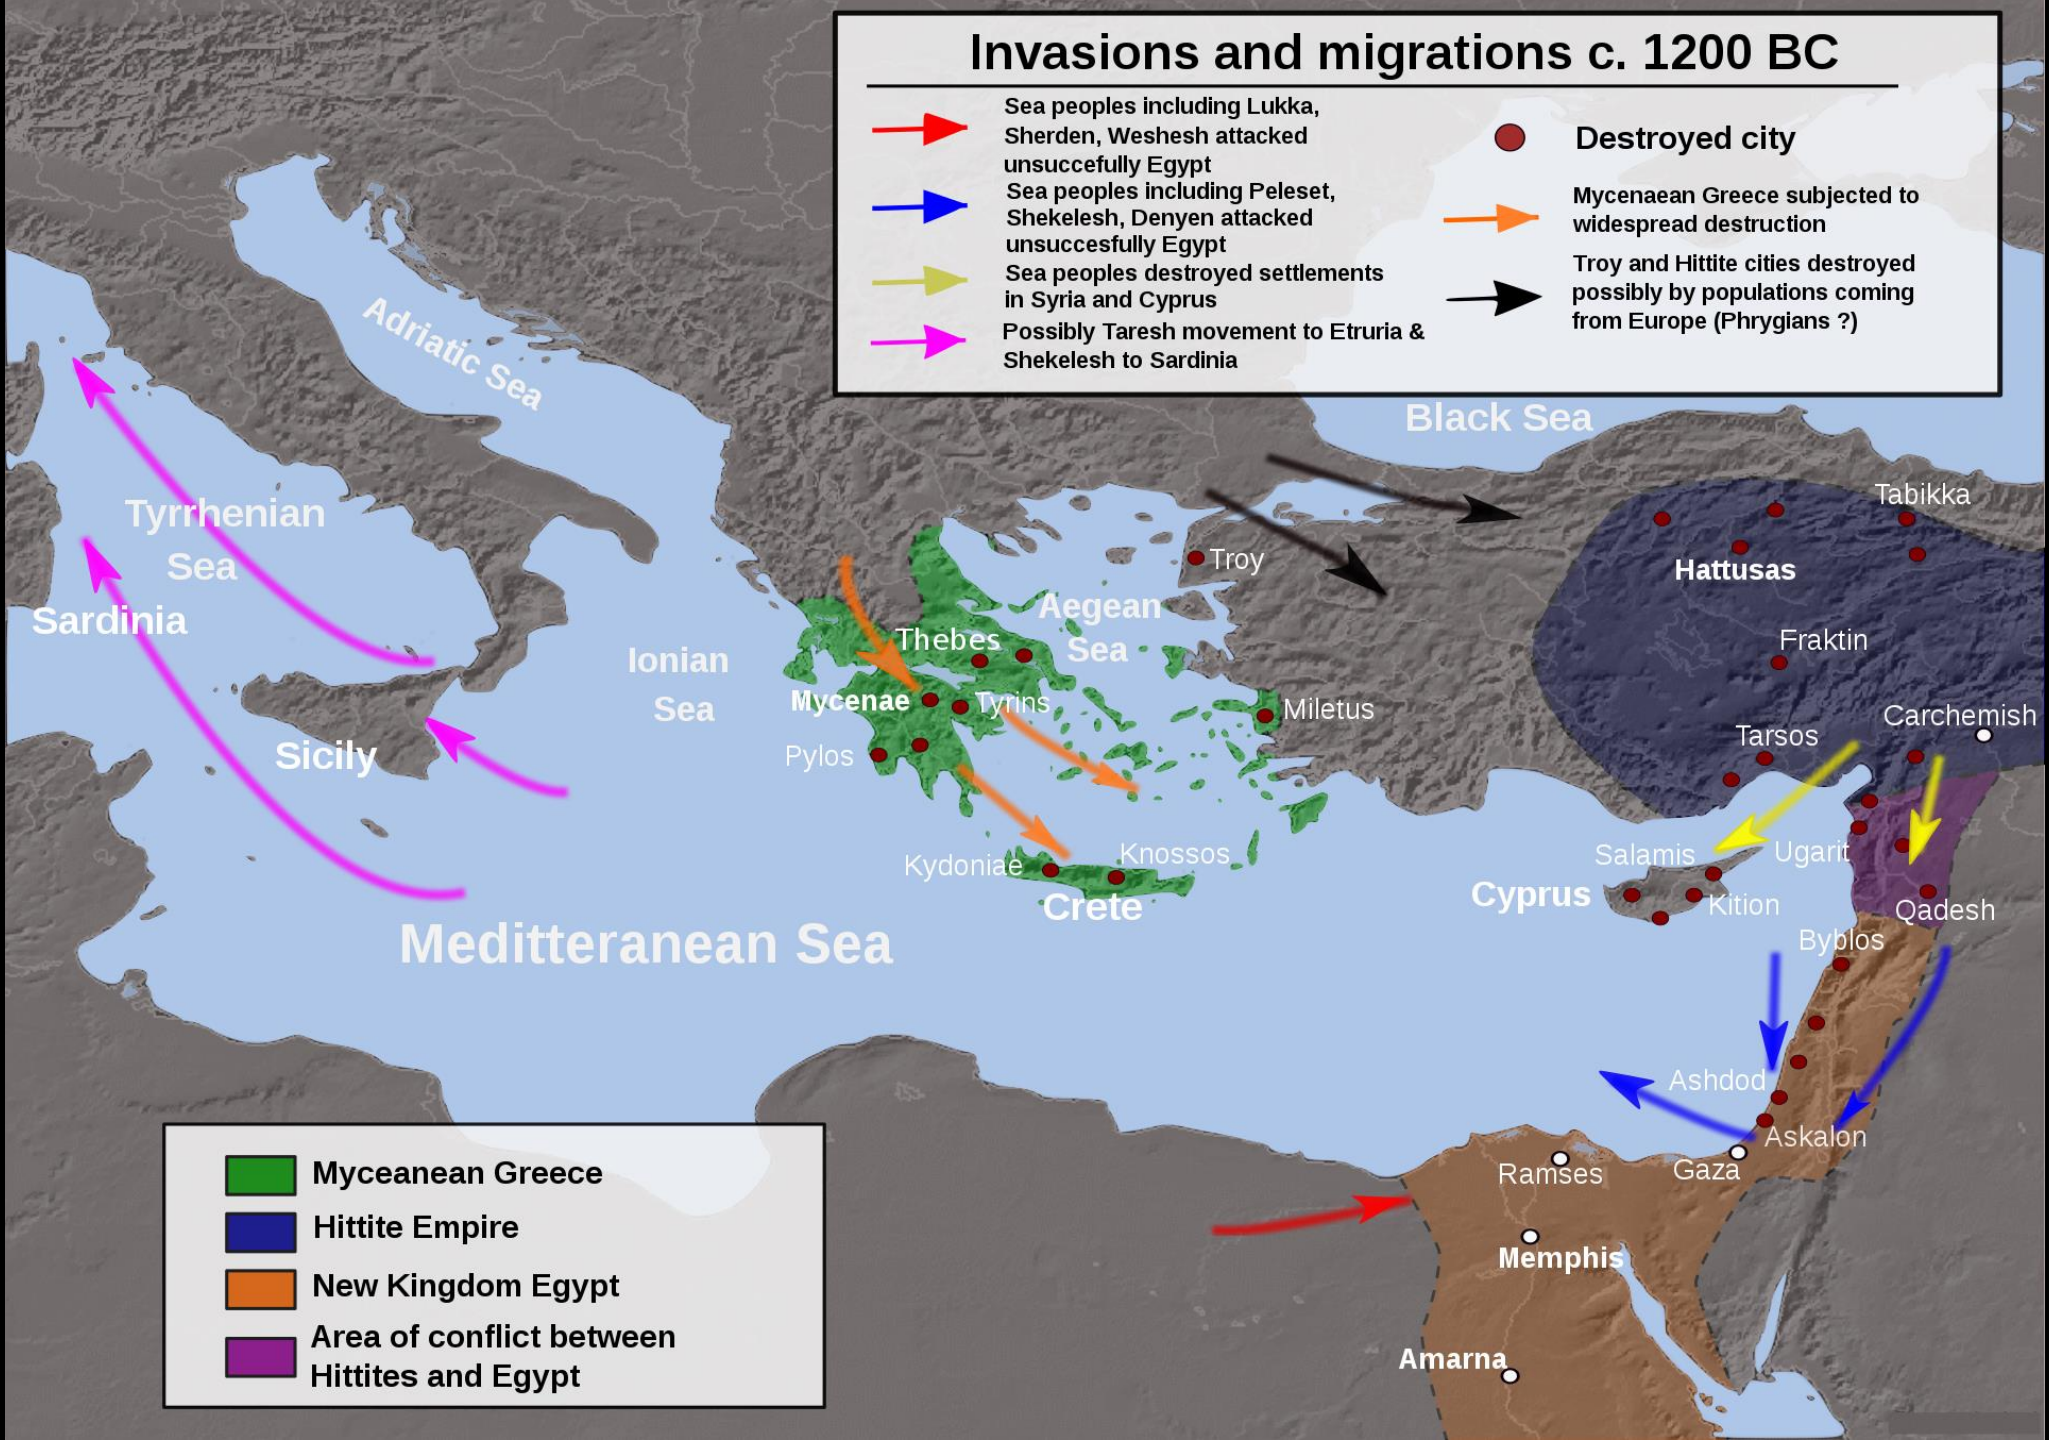 Invasions and migrations c. 1200 BC
Sea peoples including Lukka,
Sherden, Weshesh attacked
unsuccefully Egypt
Sea peoples including Peleset,
Shekelesh, Denyen attacked
unsuccesfully Egypt
Sea peoples destroyed settlements
in Syria and Cyprus
Possibly Taresh movement to Etruria &
Shekelesh to Sardinia
Destroyed city
Mycenaean Greece subjected to
widespread destruction
Troy and Hittite cities destroyed
possibly by populations coming
from Europe (Phrygians ?)
Adriatic Sea
Black Sea
Tyrrhenian
Sea
Sardinia
Tabikka
Troy
Hattusas
Aegean
Sea
Thebes
Ionian
Sea
Fraktin
Mycenae
Tyrins
Miletus
Carchemish
Tarsos
Sicily
Pylos
Kydoniae
Knossos
Crete
Salamis
Ugarit
Cyprus
Kition
Qadesh
Mediterranean Sea
Byblos
Ashdod
Askalon
Ramses
Gaza
Memphis
Amarna
Myceanean Greece
Hittite Empire
New Kingdom Egypt
Area of conflict between
Hittites and Egypt